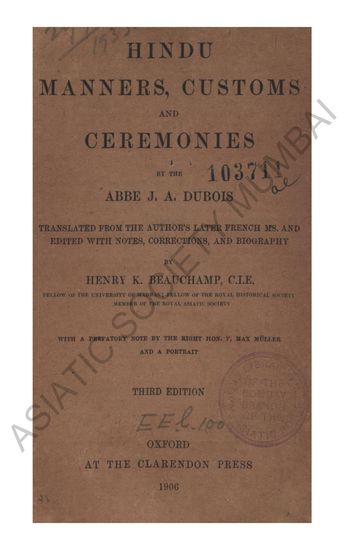 HINDU
MANNERS, CUSTOMS
AND
CEREMONIES
BY THE
103711
ABBE J. A. DUBOIS
TRANSLATED FROM THE AUTHOR'S LATER FRENCH MS. AND
EDITED WITH NOTES, CORRECTIONS, AND BIOGRAPHY
BY
HENRY K. BEAUCHAMP, C.I.E.
FELLOW OF THE UNIVERSITY OF MADRAS; FELLOW OF THE ROYAL HISTORICAL SOCIETY
MEMBER OF THE ROYAL ASIATIC SOCIETY
WITH A PREFATORY NOTE BY THE RIGHT HON. F. MAX MÜLLER
AND A PORTRAIT
THIRD EDITION
OXFORD
AT THE CLARENDON PRESS
1906
ASIATIC SOCIETY MUMBAI